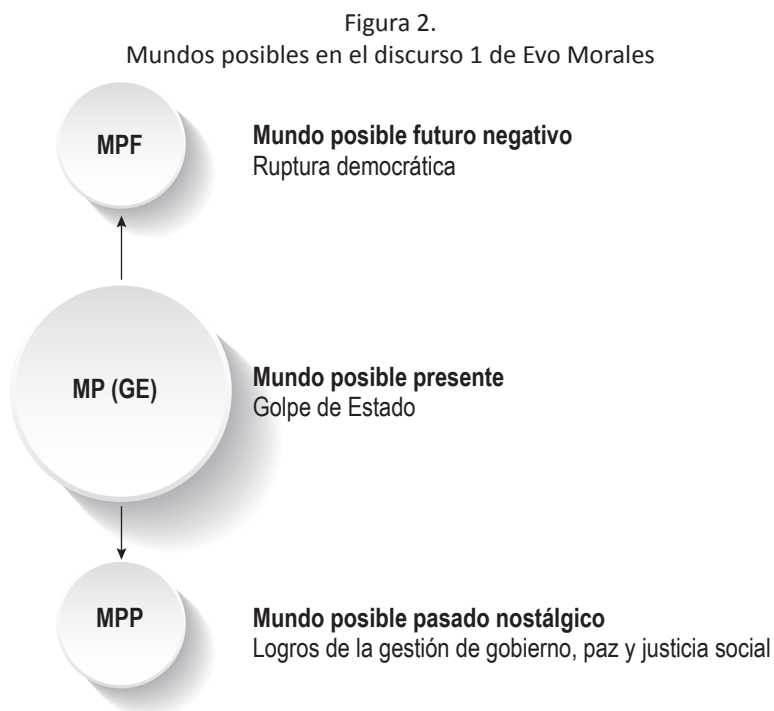 Figura 2.
Mundos posibles en el discurso 1 de Evo Morales
MPF
Mundo posible futuro negativo
Ruptura democrática
MP (GE)
Mundo posible presente
Golpe de Estado
MPP
Mundo posible pasado nostálgico
Logros de la gestión de gobierno, paz y justicia social